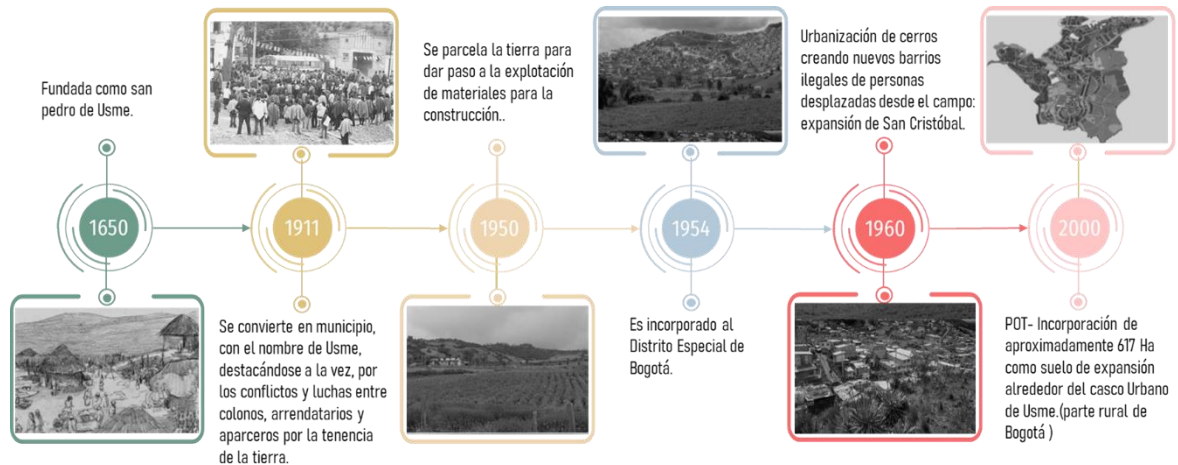 Fundada como san
pedro de Usme.
1650
1911
Se convierte en municipio,
con el nombre de Usme,
destacándose a la vez, por
los conflictos y luchas entre
colonos, arrendatarios y
aparceros por la tenencia
de la tierra.
Se parcela la tierra para
dar paso a la explotación
de materiales para la
construcción..
1950
1954
Es incorporado al
Distrito Especial de
Bogotá.
Urbanización de cerros
creando nuevos barrios
ilegales de personas
desplazadas desde el campo:
expansión de San Cristóbal.
1960
2000
POT- Incorporación de
aproximadamente 617 Ha
como suelo de expansión
alrededor del casco Urbano
de Usme.(parte rural de
Bogotá )